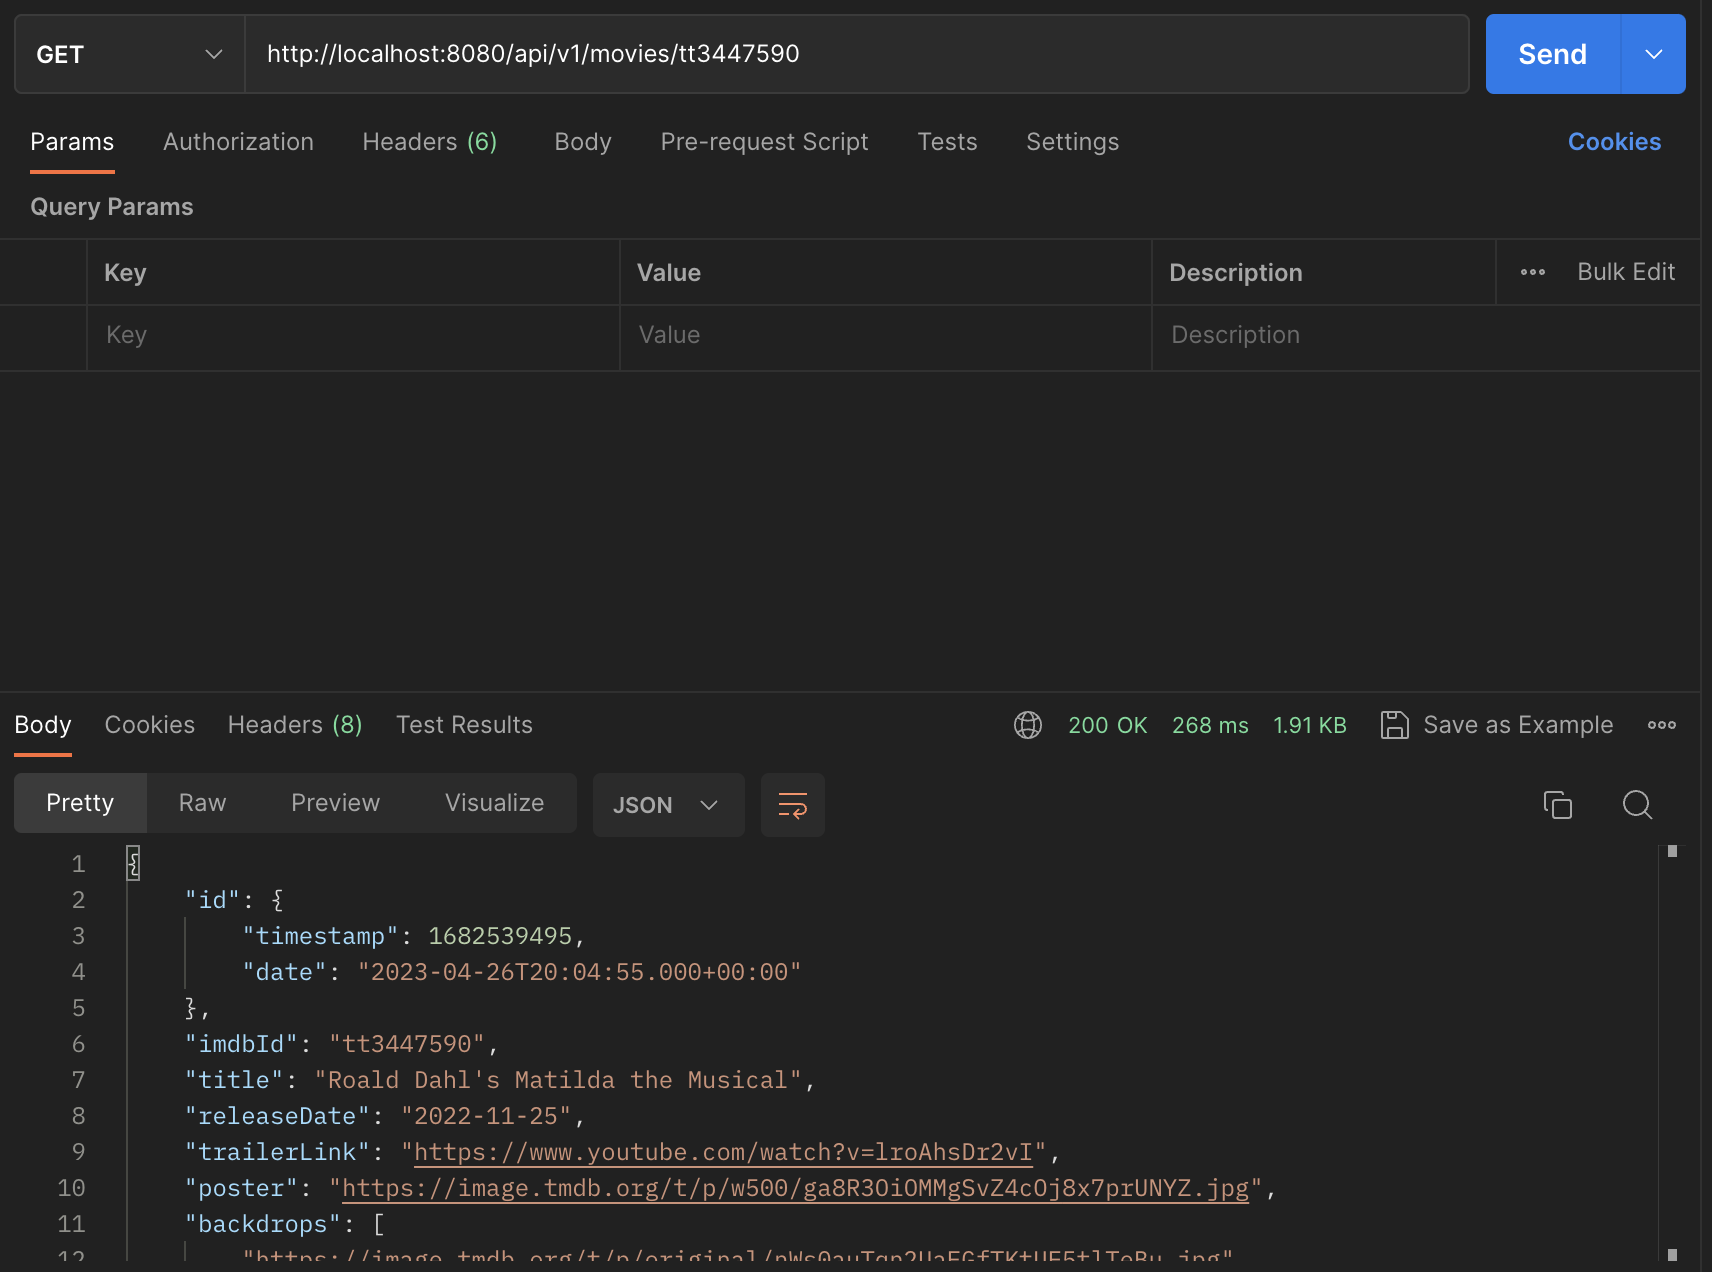 GET http://localhost:8080/api/v1/movies/tt3447590 Send
Params Authorization Headers (6) Body Pre-request Script Tests Settings Cookies
Query Params
Key Value Description Bulk Edit
Key Value Description
Body Cookies Headers (8) Test Results 200 OK 268 ms 1.91 KB Save as Example
Pretty Raw Preview Visualize JSON
1 {
2 "id": {
3 "timestamp": 1682539495,
4 "date": "2023-04-26T20:04:55.000+00:00"
5 },
6 "imdbId": "tt3447590",
7 "title": "Roald Dahl's Matilda the Musical",
8 "releaseDate": "2022-11-25",
9 "trailerLink": "https://www.youtube.com/watch?v=lroAhsDr2vI",
10 "poster": "https://image.tmdb.org/t/p/w500/ga8R3OiOMMgSvZ4cOj8x7prUNYZ.jpg",
11 "backdrops": [
12